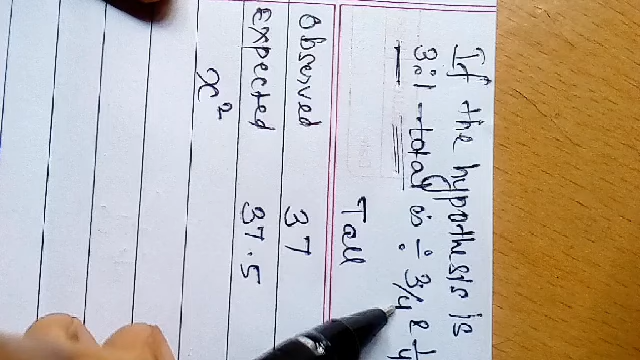 If the hypothesis is
3:1 - total is ÷ 3/4 & 1/4
Tall
Observed 37
Expected 37.5
x²